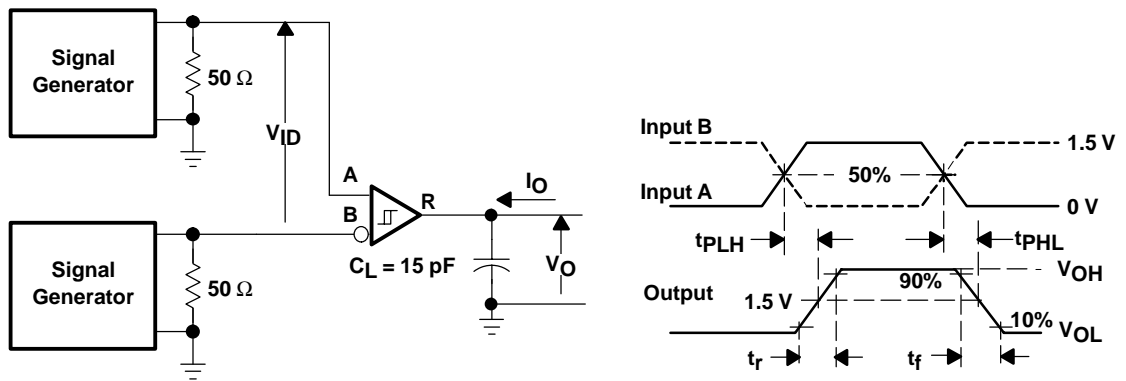 Signal
Generator
50 Ω
VID
A
B
R
IO
CL = 15 pF
VO
Signal
Generator
50 Ω
Input B
1.5 V
50%
Input A
0 V
tPLH
tPHL
VOH
90%
Output
1.5 V
10%
VOL
tr
tf